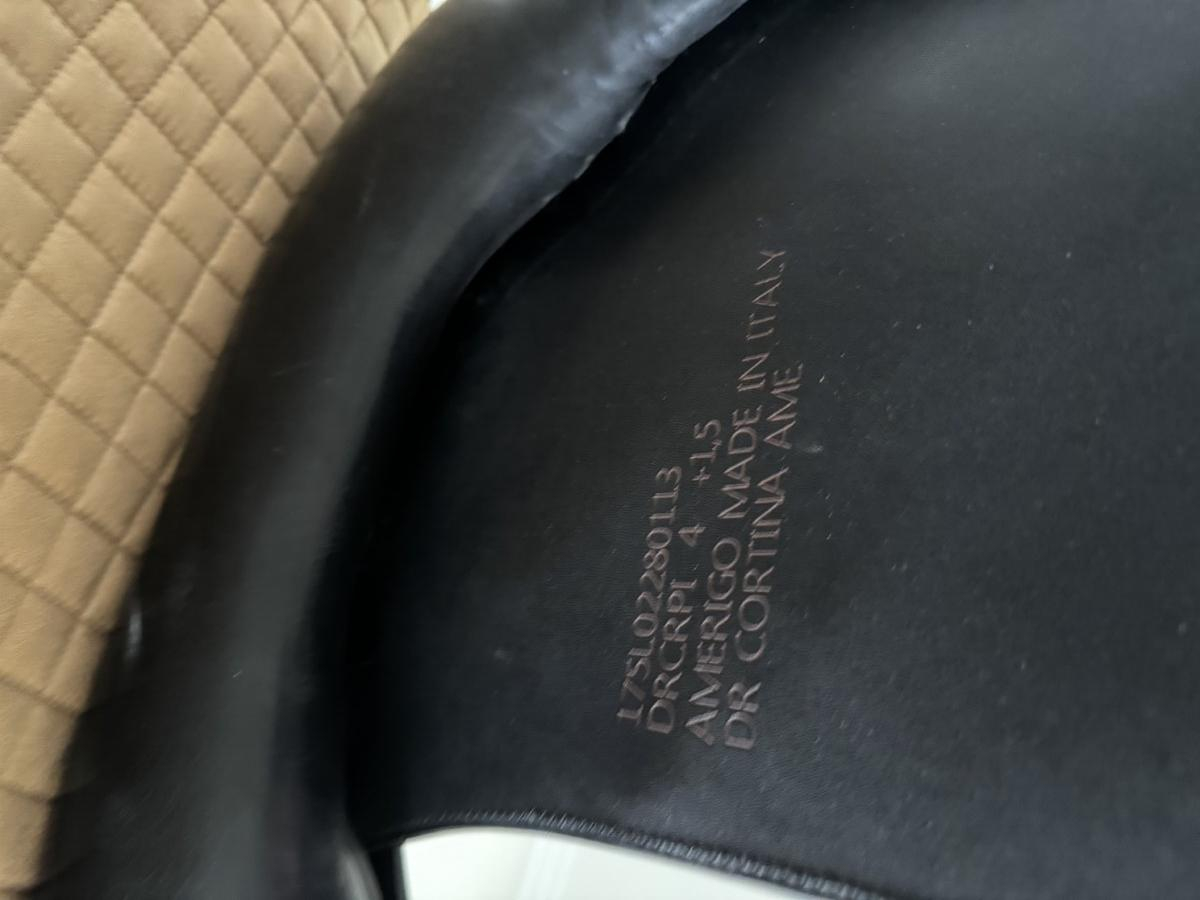 17SL02280113
DRCRPI 4 +1,5
AMERIGO MADE IN ITALY
DR CORTINA AME